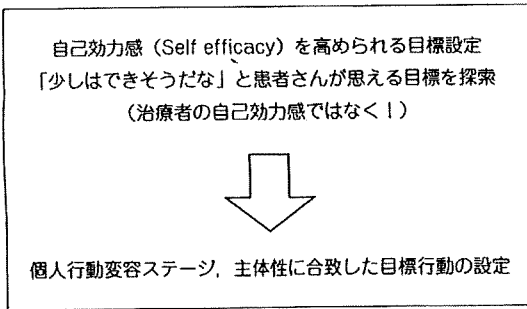 自己効力感（Self efficacy）を高められる目標設定
「少しはできそうだな」と患者さんが思える目標を探索
（治療者の自己効力感ではなく！）
個人行動変容ステージ，主体性に合致した目標行動の設定